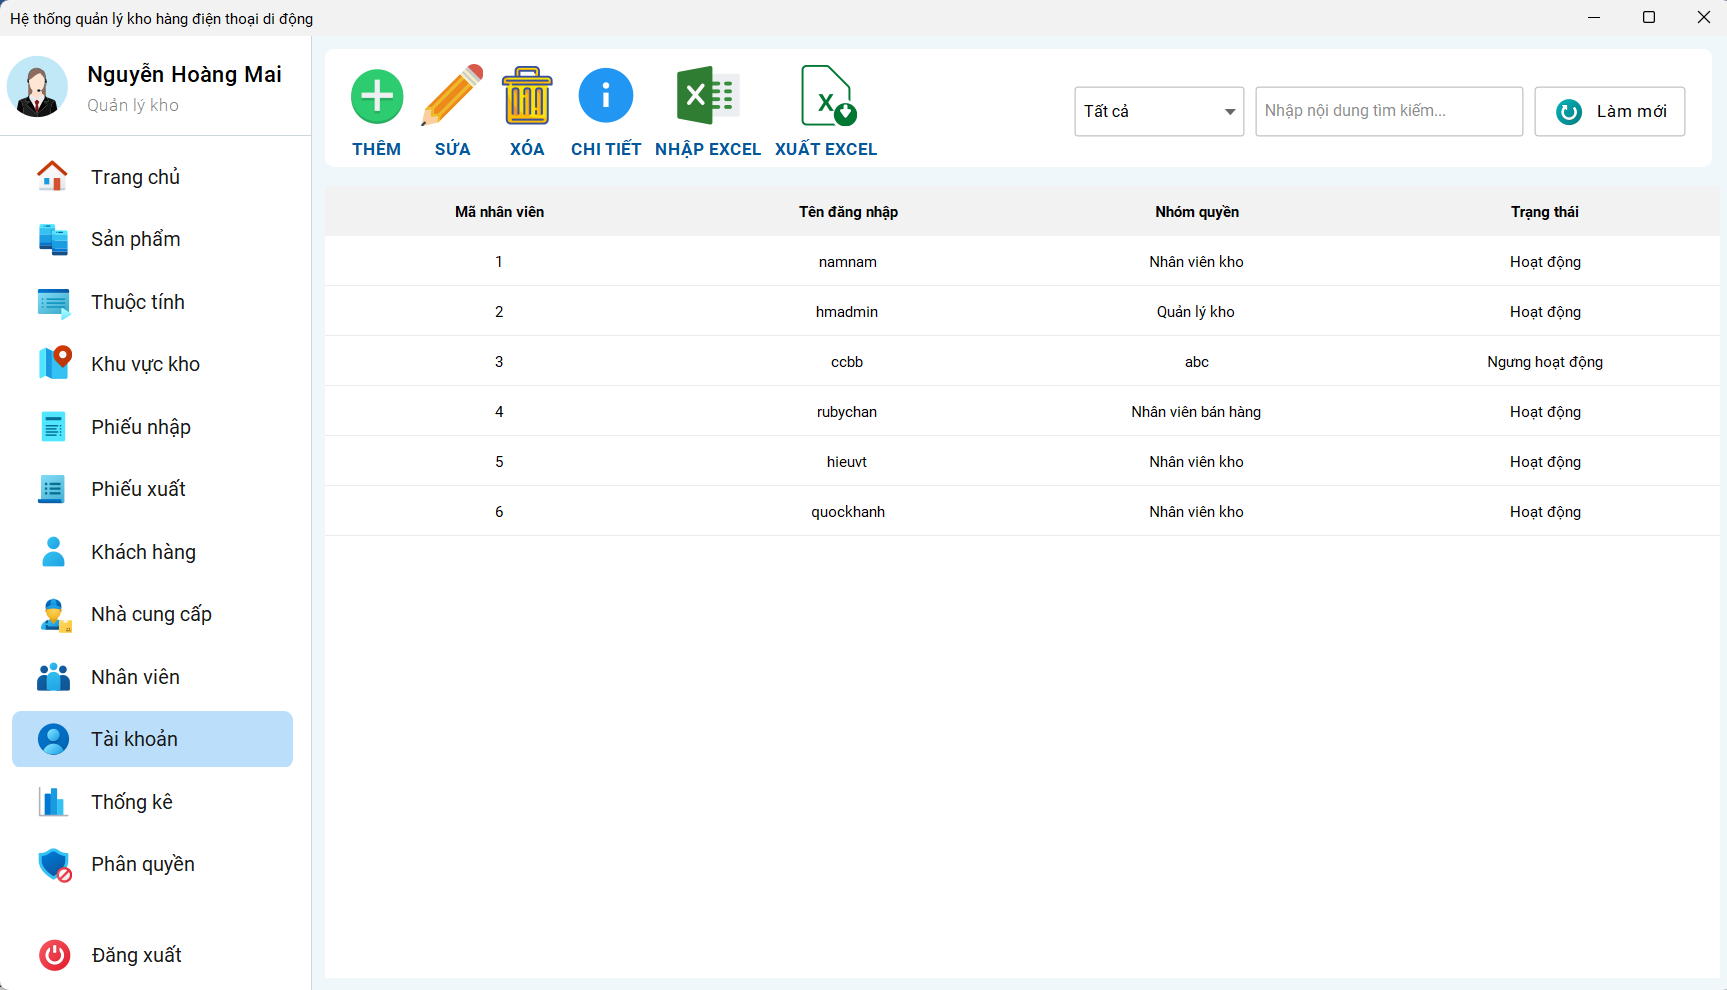 Hệ thống quản lý kho hàng điện thoại di động
Nguyễn Hoàng Mai
Quản lý kho
Trang chủ
Sản phẩm
Thuộc tính
Khu vực kho
Phiếu nhập
Phiếu xuất
Khách hàng
Nhà cung cấp
Nhân viên
Tài khoản
Thống kê
Phân quyền
Đăng xuất
THÊM SỬA XÓA CHI TIẾT NHẬP EXCEL XUẤT EXCEL
Tất cả Nhập nội dung tìm kiếm... Làm mới
Mã nhân viên Tên đăng nhập Nhóm quyền Trạng thái
1 namnam Nhân viên kho Hoạt động
2 hmadmin Quản lý kho Hoạt động
3 ccbb abc Ngưng hoạt động
4 rubychan Nhân viên bán hàng Hoạt động
5 hieuvt Nhân viên kho Hoạt động
6 quockhanh Nhân viên kho Hoạt động